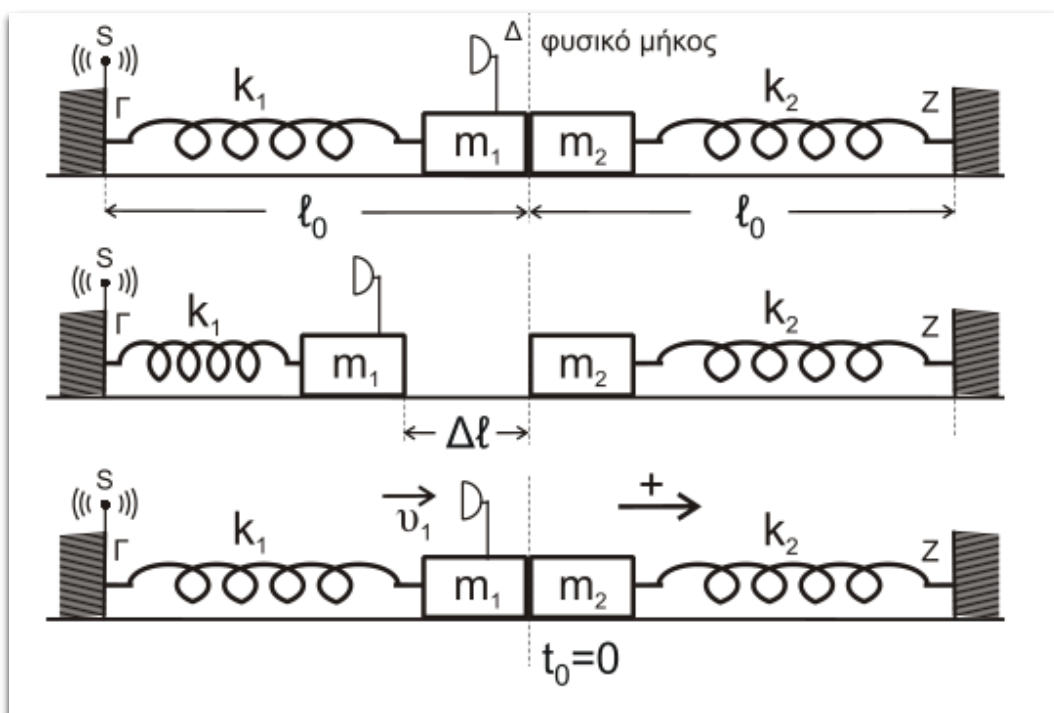 S Δ φυσικό μήκος
Γ k₁ k₂ Z
m₁ m₂
ℓ₀ ℓ₀
S
Γ k₁ k₂ Z
m₁ m₂
Δℓ
S +
Γ k₁ υ₁ k₂ Z
m₁ m₂
t₀=0